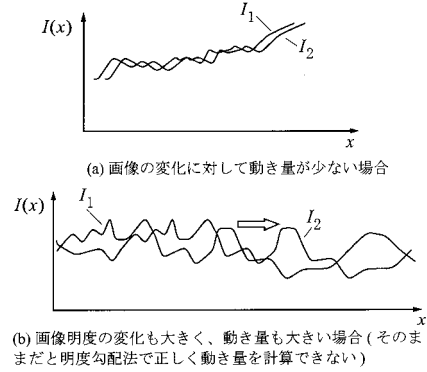 I(x)
I1
I2
x
(a) 画像の変化に対して動き量が少ない場合
I(x)
I1
I2
x
(b) 画像明度の変化も大きく、動き量も大きい場合 ( そのま
まだと明度勾配法で正しく動き量を計算できない )